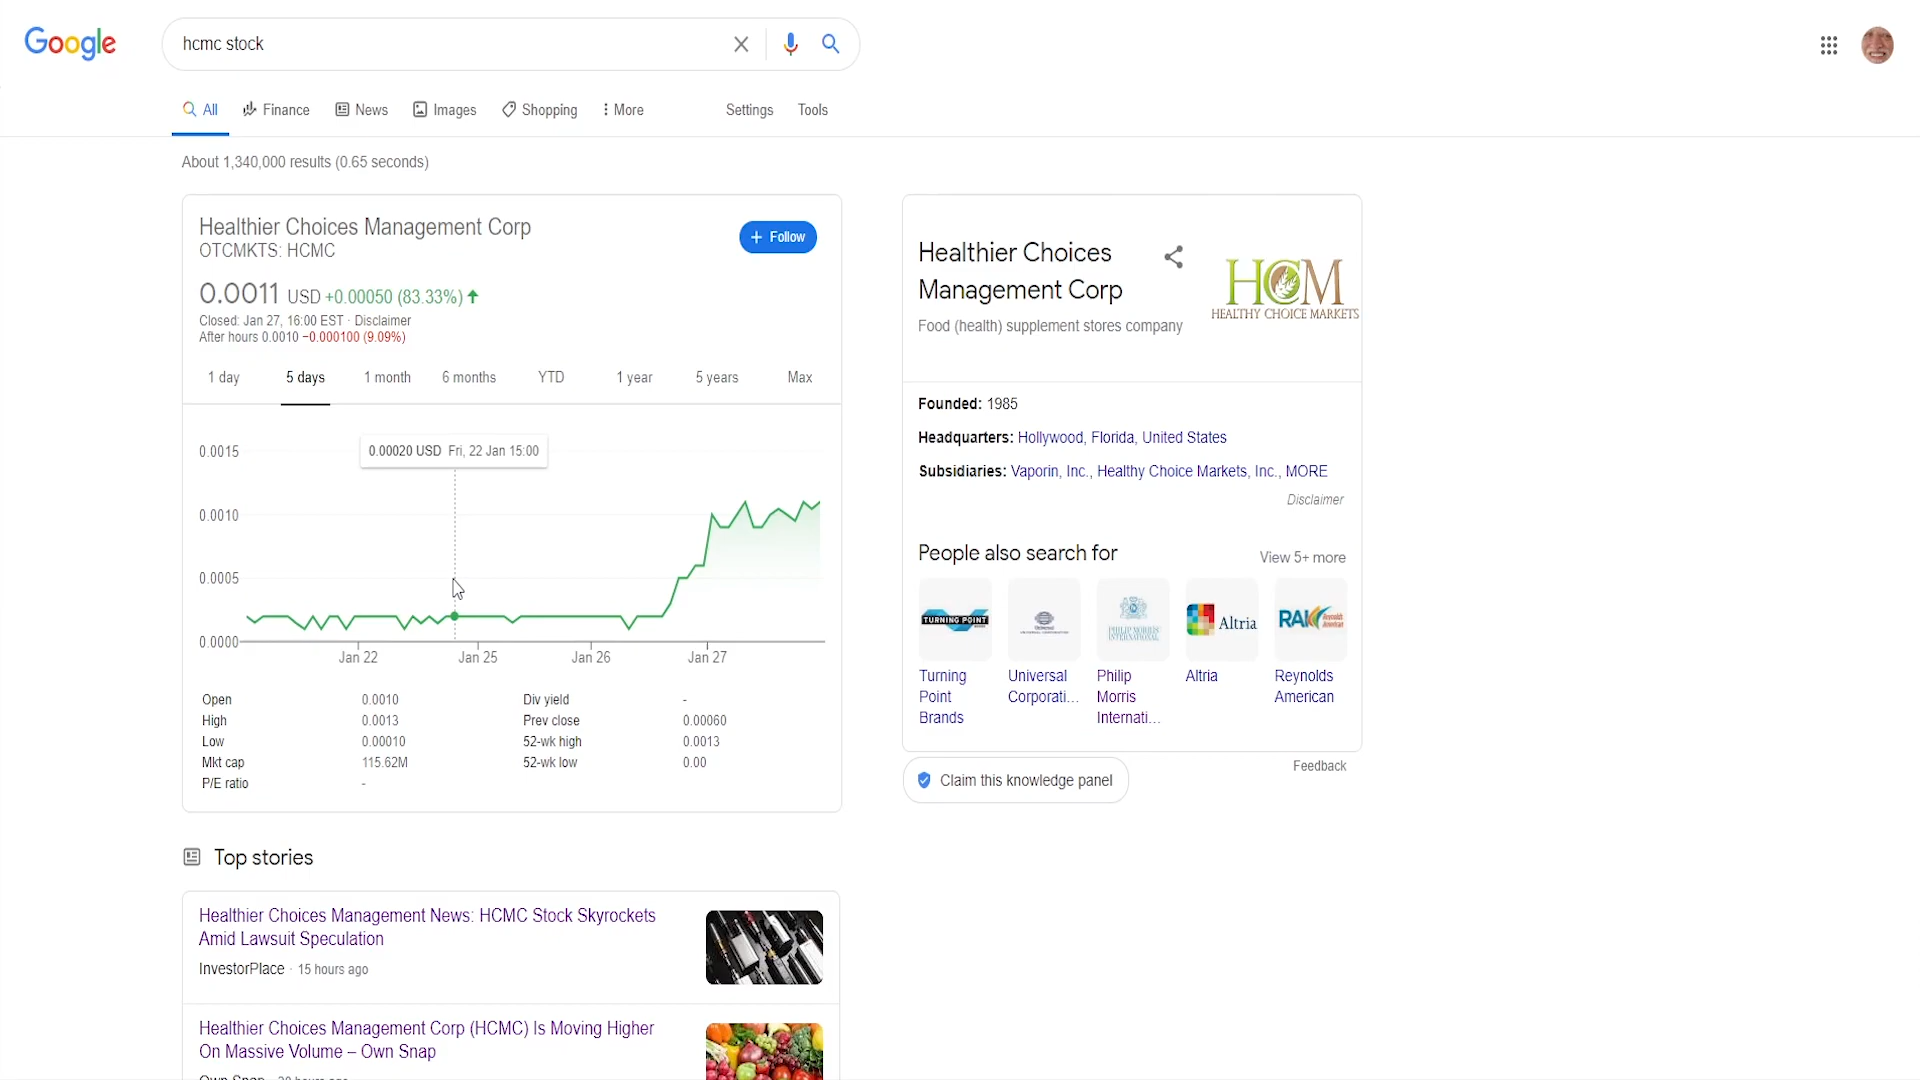 Google
hcmc stock
All
Finance
News
Images
Shopping
More
Settings
Tools
About 1,340,000 results (0.65 seconds)
Healthier Choices Management Corp
OTCMKTS: HCMC
+ Follow
0.0011 USD +0.00050 (83.33%)
Closed: Jan 27, 16:00 EST · Disclaimer
After hours 0.0010 −0.000100 (9.09%)
1 day
5 days
1 month
6 months
YTD
1 year
5 years
Max
0.00020 USD Fri, 22 Jan 15:00
0.0015
0.0010
0.0005
0.0000
Jan 22
Jan 25
Jan 26
Jan 27
Open 0.0010 Div yield -
High 0.0013 Prev close 0.00060
Low 0.00010 52-wk high 0.0013
Mkt cap 115.62M 52-wk low 0.00
P/E ratio -
Top stories
Healthier Choices Management News: HCMC Stock Skyrockets
Amid Lawsuit Speculation
InvestorPlace · 15 hours ago
Healthier Choices Management Corp (HCMC) Is Moving Higher
On Massive Volume – Own Snap
Healthier Choices
Management Corp
Food (health) supplement stores company
HCM
HEALTHY CHOICE MARKETS
Founded: 1985
Headquarters: Hollywood, Florida, United States
Subsidiaries: Vaporin, Inc., Healthy Choice Markets, Inc., MORE
Disclaimer
People also search for
View 5+ more
TURNING POINT
PHILIP MORRIS
INTERNATIONAL
Altria
RAI
Reynolds
American
Turning
Point
Brands
Universal
Corporati...
Philip
Morris
Internati...
Altria
Reynolds
American
Feedback
Claim this knowledge panel